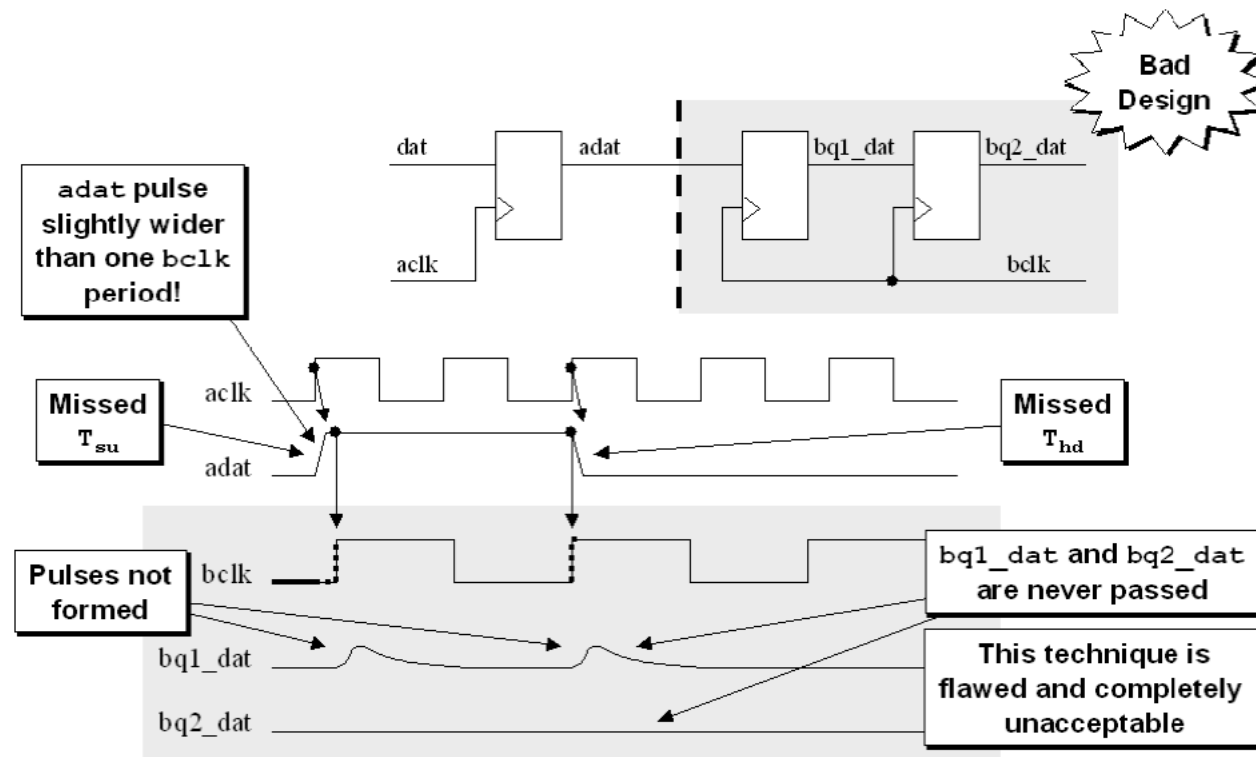 Bad
Design
dat
adat
bq1_dat
bq2_dat
aclk
bclk
adat pulse
slightly wider
than one bclk
period!
aclk
Missed
Tsu
Missed
Thd
adat
Pulses not
formed
bclk
bq1_dat and bq2_dat
are never passed
bq1_dat
This technique is
flawed and completely
unacceptable
bq2_dat